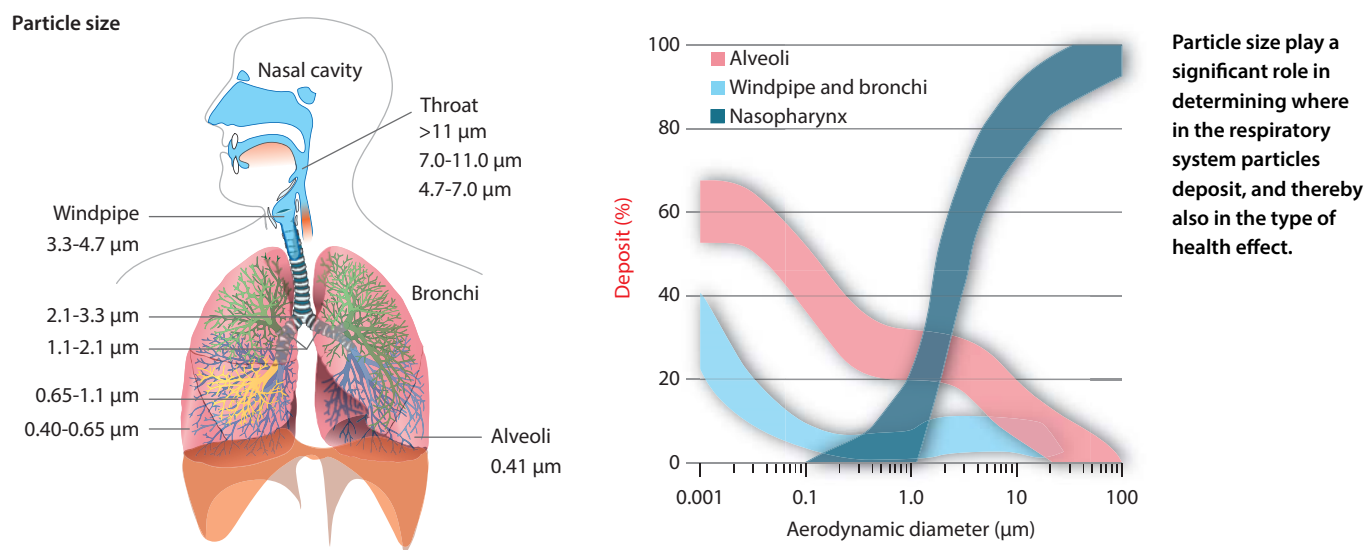 Particle size
Nasal cavity
Throat
>11 µm
7.0-11.0 µm
4.7-7.0 µm
Windpipe
3.3-4.7 µm
Bronchi
2.1-3.3 µm
1.1-2.1 µm
0.65-1.1 µm
0.40-0.65 µm
Alveoli
0.41 µm
100
80
60
40
20
0
Deposit (%)
Alveoli
Windpipe and bronchi
Nasopharynx
0.001
0.1
1.0
10
100
Aerodynamic diameter (µm)
Particle size play a
significant role in
determining where
in the respiratory
system particles
deposit, and thereby
also in the type of
health effect.